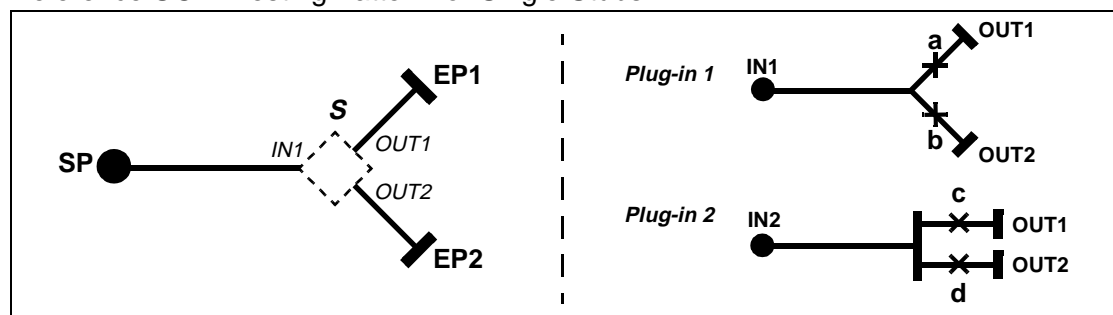 SP
IN1
S
OUT1
OUT2
EP1
EP2
Plug-in 1
IN1
a
b
OUT1
OUT2
Plug-in 2
IN2
c
d
OUT1
OUT2